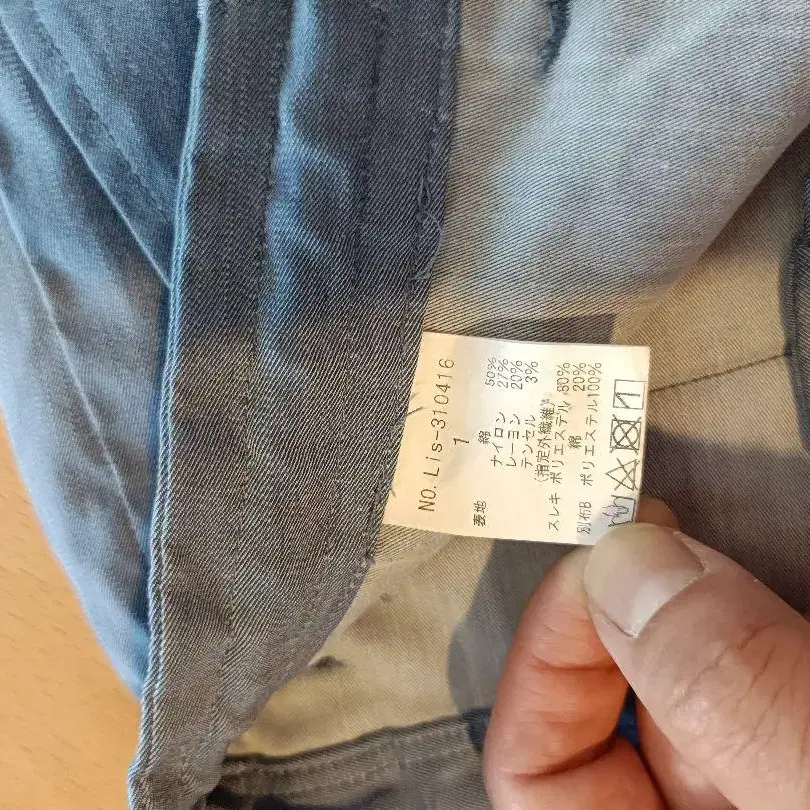 NO. Lis-310416
1
表地 綿 50%
ナイロン 27%
レーヨン 20%
テンセル 3%
(指定外繊維)
スレキ ポリエステル 80%
綿 20%
別布B ポリエステル100%